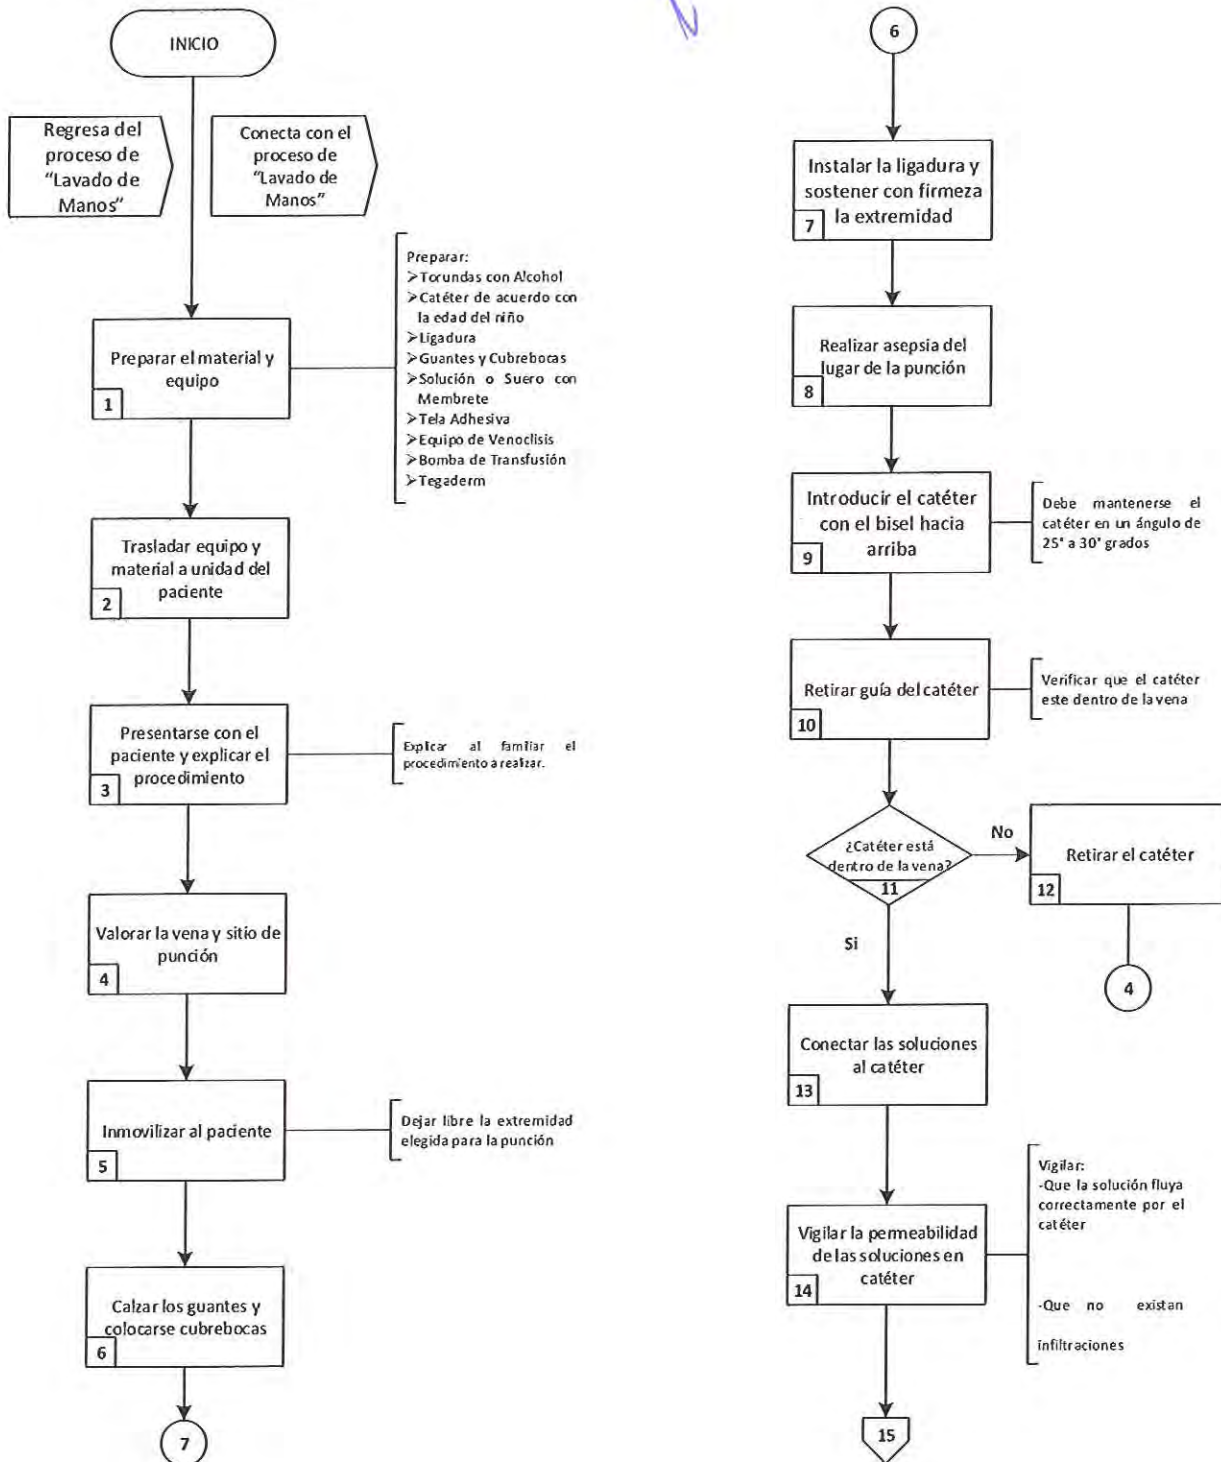 INICIO
Regresa del
proceso de
"Lavado de
Manos"
Conecta con el
proceso de
"Lavado de
Manos"
Preparar el material y
equipo
1
Preparar:
➢Torundas con Alcohol
➢Catéter de acuerdo con
la edad del niño
➢Ligadura
➢Guantes y Cubrebocas
➢Solución o Suero con
Membrete
➢Tela Adhesiva
➢Equipo de Venoclisis
➢Bomba de Transfusión
➢Tegaderm
Trasladar equipo y
material a unidad del
paciente
2
Presentarse con el
paciente y explicar el
procedimiento
3
Explicar al familiar el
procedimiento a realizar.
Valorar la vena y sitio de
punción
4
Inmovilizar al paciente
5
Dejar libre la extremidad
elegida para la punción
Calzar los guantes y
colocarse cubrebocas
6
7
6
Instalar la ligadura y
sostener con firmeza
la extremidad
7
Realizar asepsia del
lugar de la punción
8
Introducir el catéter
con el bisel hacia
arriba
9
Debe mantenerse el
catéter en un ángulo de
25° a 30° grados
Retirar guía del catéter
10
Verificar que el catéter
este dentro de la vena
¿Catéter está
dentro de la vena?
11
No
Retirar el catéter
12
4
Si
Conectar las soluciones
al catéter
13
Vigilar la permeabilidad
de las soluciones en
catéter
14
Vigilar:
-Que la solución fluya
correctamente por el
catéter
-Que no existan
infiltraciones
15